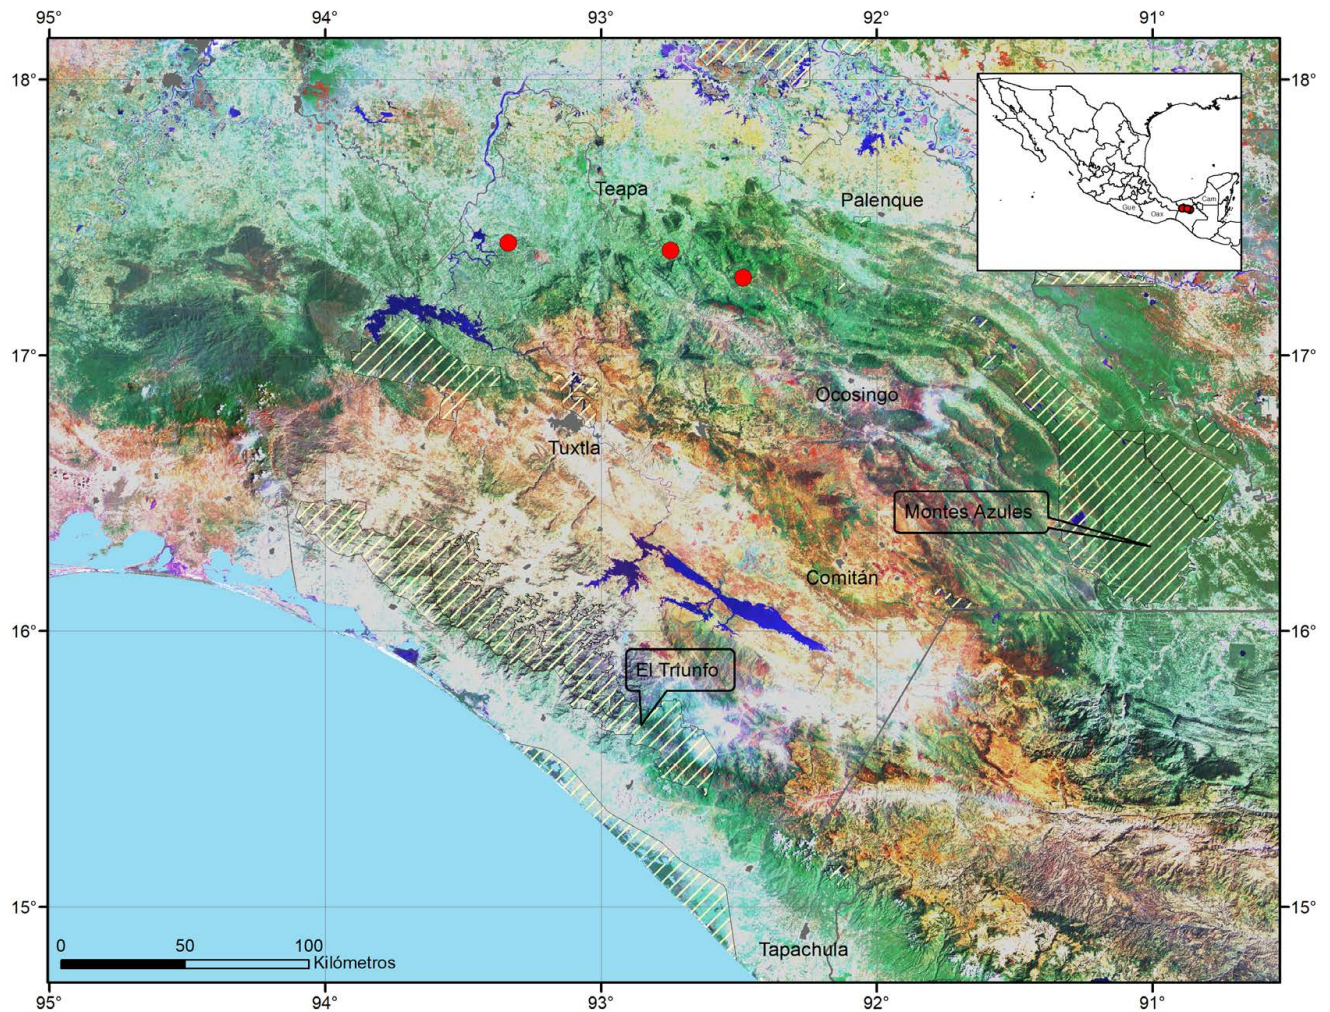 95° 94° 93° 92° 91°
18° 18°
Cam
Gue
Oax
Teapa
Palenque
17° 17°
Ocosingo
Tuxtla
Montes Azules
Comitán
16° 16°
El Triunfo
15° 15°
0 50 100
Kilómetros
Tapachula
95° 94° 93° 92° 91°